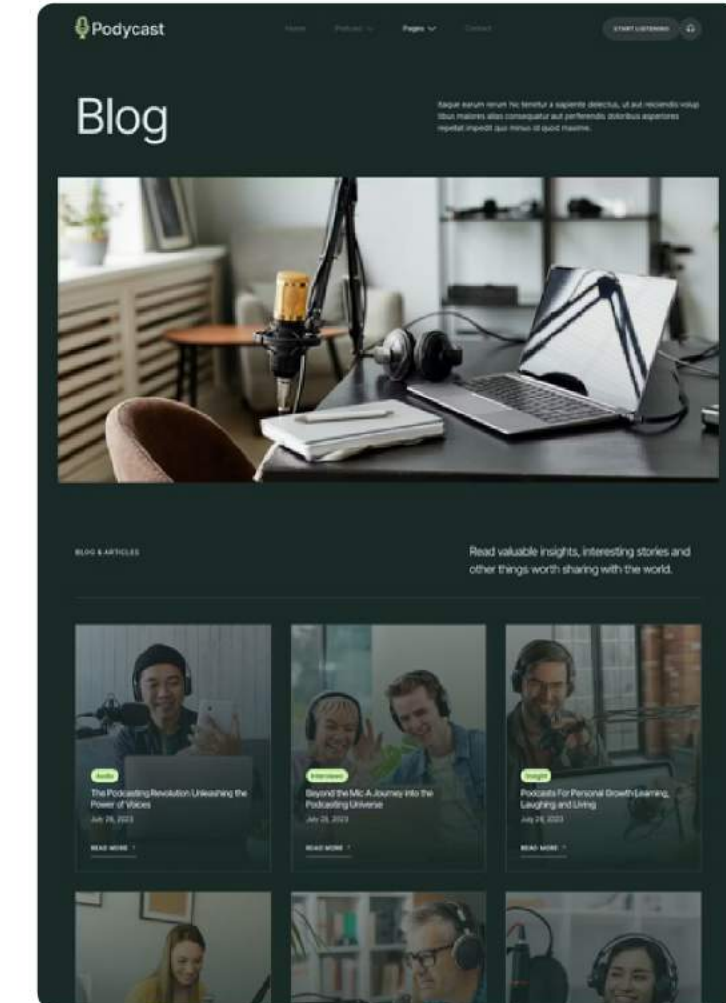 Podycast
Home Podcast Pages Contact
START LISTENING
Blog
Itaque earum rerum hic tenetur a sapiente delectus, ut aut reiciendis volup
tibus maiores alias consequatur aut perferendis doloribus asperiores
repellat impedit quo minus id quod maxime.
BLOG & ARTICLES
Read valuable insights, interesting stories and
other things worth sharing with the world.
Audio
The Podcasting Revolution Unleashing the
Power of Voices
July 28, 2023
READ MORE
Interviews
Beyond the Mic A Journey into the
Podcasting Universe
July 28, 2023
READ MORE
Insight
Podcasts For Personal Growth Learning,
Laughing and Living
July 28, 2023
READ MORE